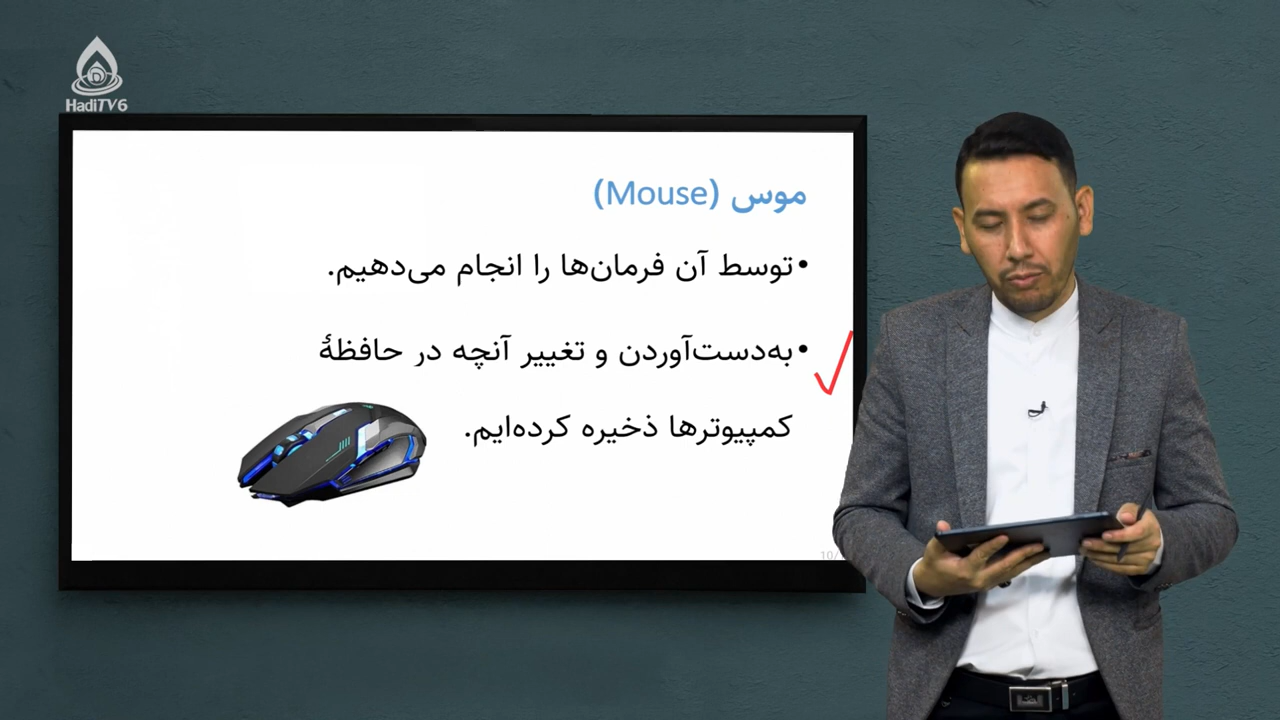 HadiTV6
موس (Mouse)
•توسط آن فرمان‌ها را انجام می‌دهیم.
•به‌دست‌آوردن و تغییر آنچه در حافظهٔ
کمپیوترها ذخیره کرده‌ایم.
10/